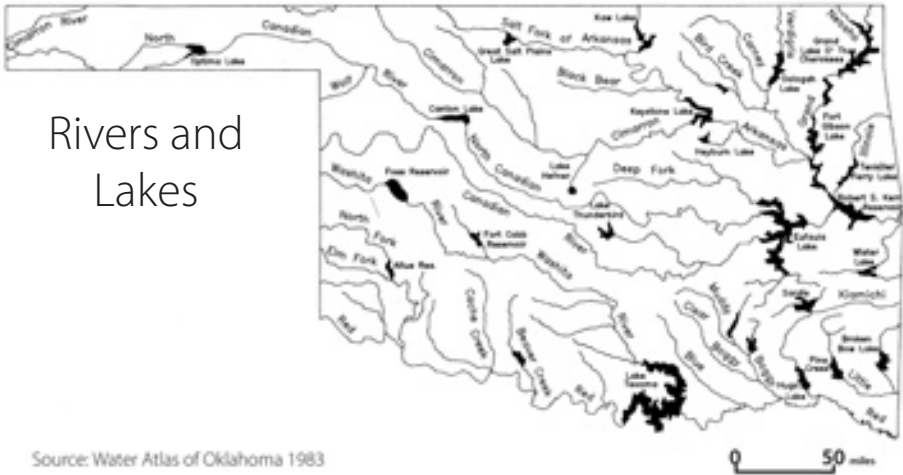 Cimarron River
North
Canadian
Optima Lake
Wolf
River
Cimarron
Salt Fork of Arkansas
Great Salt Plains
Lake
Kaw Lake
Black Bear
Bird Creek
Caney
Verdigris
Oologah
Lake
Neosho
Grand
Lake O' The
Cherokees
Canton Lake
North
Canadian
Keystone Lake
Cimarron
Arkansas
Heyburn Lake
Fort
Gibson
Lake
Illinois
Tenkiller
Ferry Lake
Robert S. Kerr
Reservoir
Rivers and
Lakes
Washita
Foss Reservoir
River
Canadian
River
Lake
Hefner
Deep Fork
Lake
Thunderbird
Eufaula
Lake
North
Fork
Elm Fork
Altus Res.
Fort Cobb
Reservoir
Washita
River
Lake
Kiamichi
Red
Cache Creek
Beaver Creek
Red
Lake
Texoma
Muddy
Boggy
Clear
Boggy
Blue
Sardis
Hugo
Lake
Pine
Creek
Broken
Bow Lake
Little
Red
Source: Water Atlas of Oklahoma 1983
0 50 miles